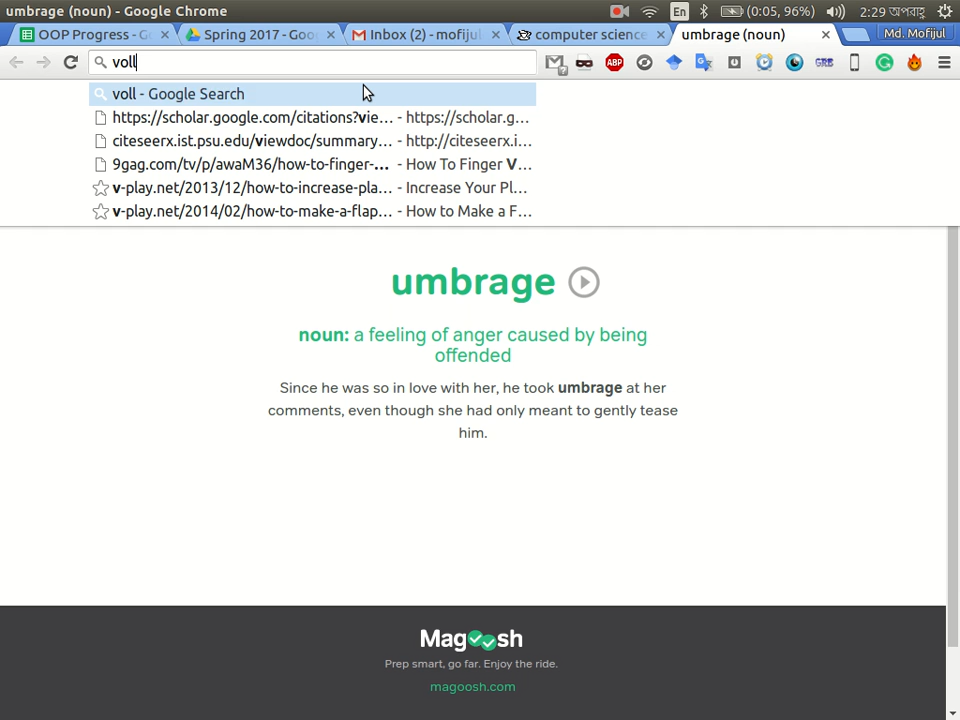 umbrage (noun) - Google Chrome
En
(0:05, 96%)
2:29 অপরাহ্ণ
OOP Progress - G
Spring 2017 - Goo
Inbox (2) - mofijul
computer science
umbrage (noun)
Md. Mofijul
voll
ABP
GRE
voll - Google Search
https://scholar.google.com/citations?vie... - https://scholar.g...
citeseerx.ist.psu.edu/viewdoc/summary... - http://citeseerx.i...
9gag.com/tv/p/awaM36/how-to-finger-... - How To Finger V...
v-play.net/2013/12/how-to-increase-pla... - Increase Your Pl...
v-play.net/2014/02/how-to-make-a-flap... - How to Make a F...
umbrage
noun: a feeling of anger caused by being
offended
Since he was so in love with her, he took umbrage at her
comments, even though she had only meant to gently tease
him.
Magoosh
Prep smart, go far. Enjoy the ride.
magoosh.com